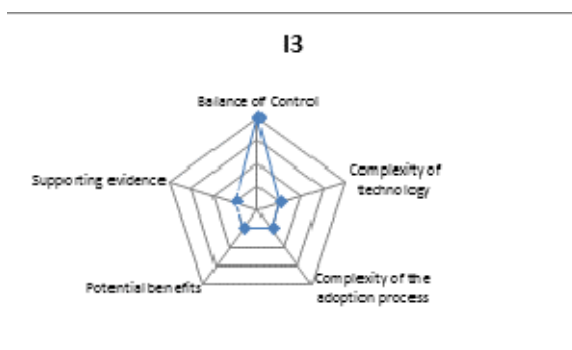 I3
Balance of Control
Supporting evidence
Complexity of
technology
Potential benefits
Complexity of the
adoption process